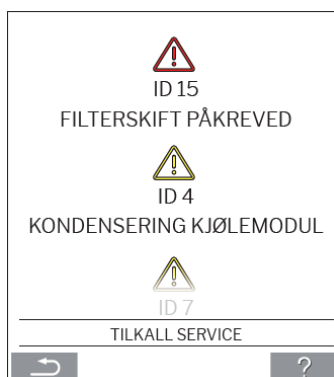 ID 15
FILTERSKIFT PÅKREVED
ID 4
KONDENSERING KJØLEMODUL
ID 7
TILKALL SERVICE
?